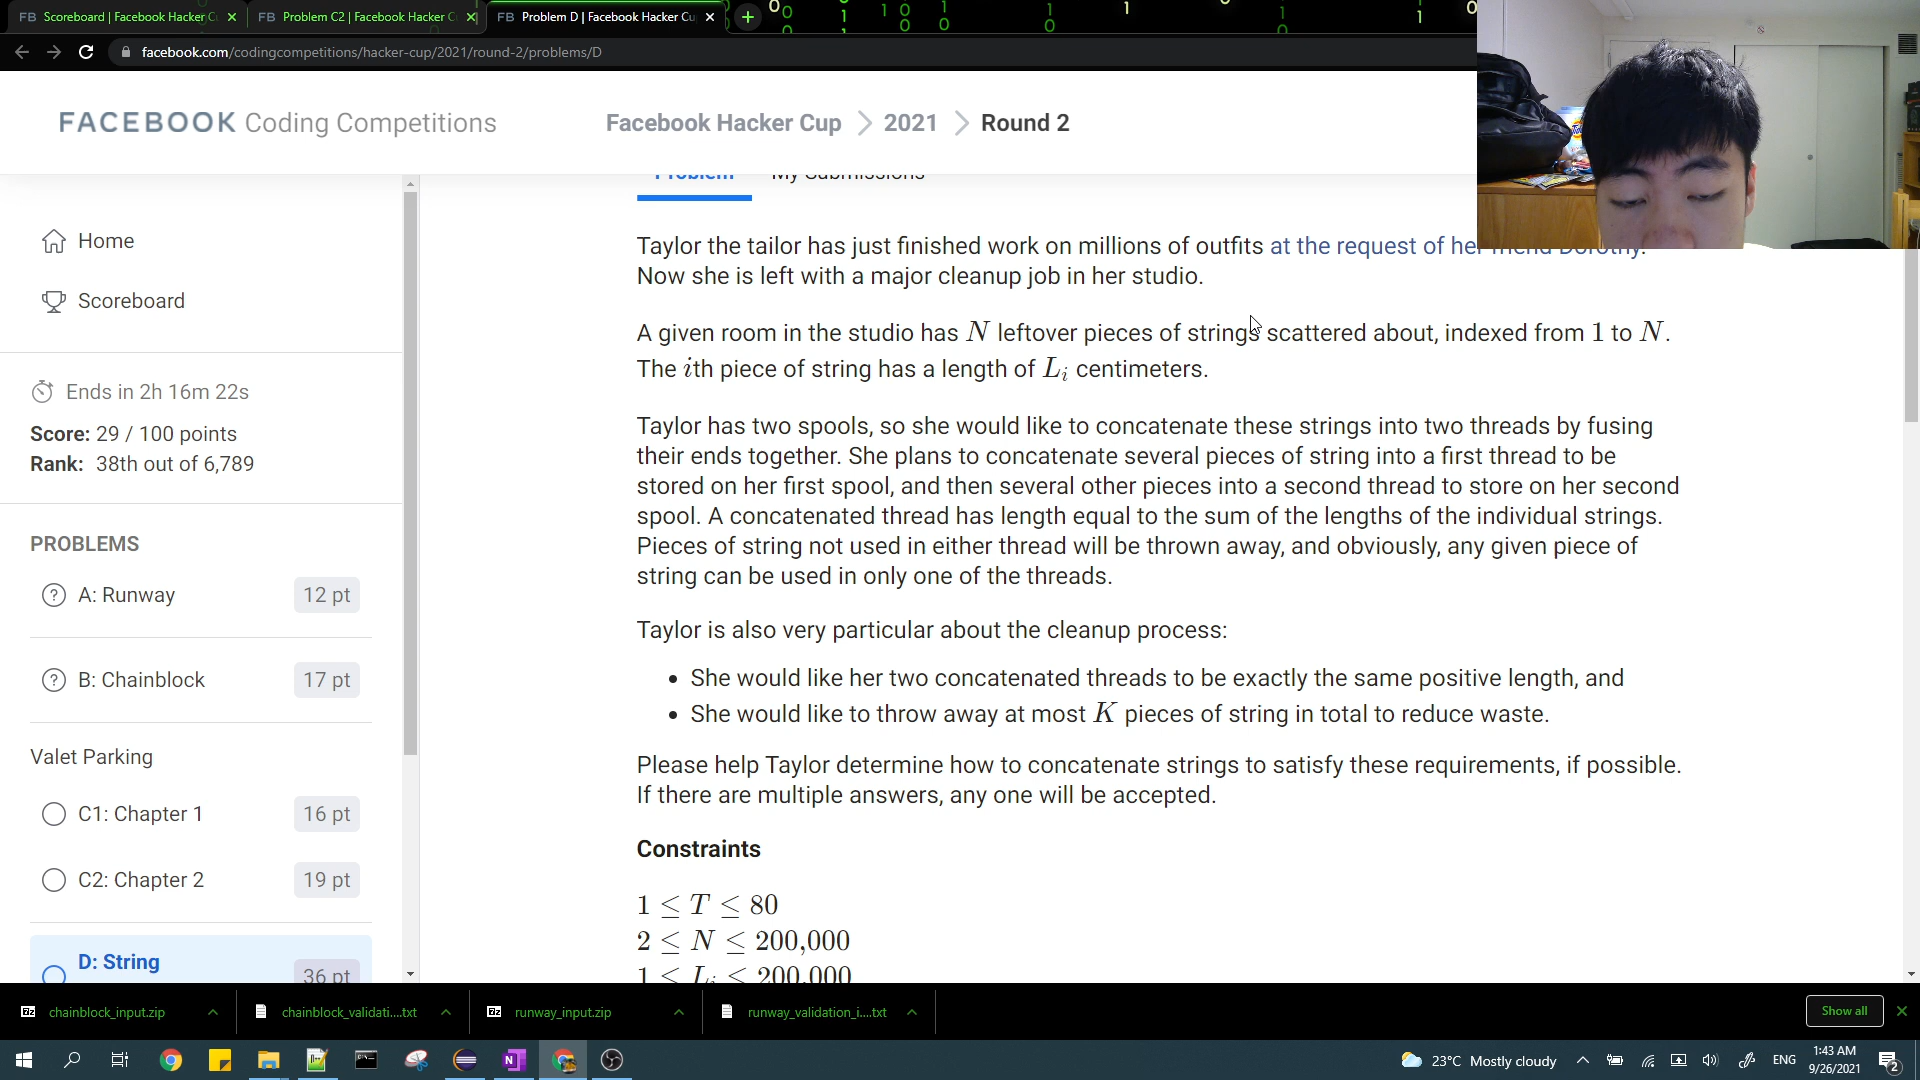 Scoreboard | Facebook Hacker C
Problem C2 | Facebook Hacker C
Problem D | Facebook Hacker Cu
facebook.com/codingcompetitions/hacker-cup/2021/round-2/problems/D
FACEBOOK Coding Competitions
Facebook Hacker Cup > 2021 > Round 2
Problem My Submissions
Home
Scoreboard
Ends in 2h 16m 22s
Score: 29 / 100 points
Rank: 38th out of 6,789
PROBLEMS
A: Runway 12 pt
B: Chainblock 17 pt
Valet Parking
C1: Chapter 1 16 pt
C2: Chapter 2 19 pt
D: String 36 pt
Taylor the tailor has just finished work on millions of outfits at the request of her friend Dorothy.
Now she is left with a major cleanup job in her studio.
A given room in the studio has N leftover pieces of strings scattered about, indexed from 1 to N.
The ith piece of string has a length of L_i centimeters.
Taylor has two spools, so she would like to concatenate these strings into two threads by fusing
their ends together. She plans to concatenate several pieces of string into a first thread to be
stored on her first spool, and then several other pieces into a second thread to store on her second
spool. A concatenated thread has length equal to the sum of the lengths of the individual strings.
Pieces of string not used in either thread will be thrown away, and obviously, any given piece of
string can be used in only one of the threads.
Taylor is also very particular about the cleanup process:
• She would like her two concatenated threads to be exactly the same positive length, and
• She would like to throw away at most K pieces of string in total to reduce waste.
Please help Taylor determine how to concatenate strings to satisfy these requirements, if possible.
If there are multiple answers, any one will be accepted.
Constraints
1 ≤ T ≤ 80
2 ≤ N ≤ 200,000
1 ≤ L_i ≤ 200,000
chainblock_input.zip
chainblock_validati....txt
runway_input.zip
runway_validation_i....txt
Show all
23°C Mostly cloudy
ENG
1:43 AM
9/26/2021
2